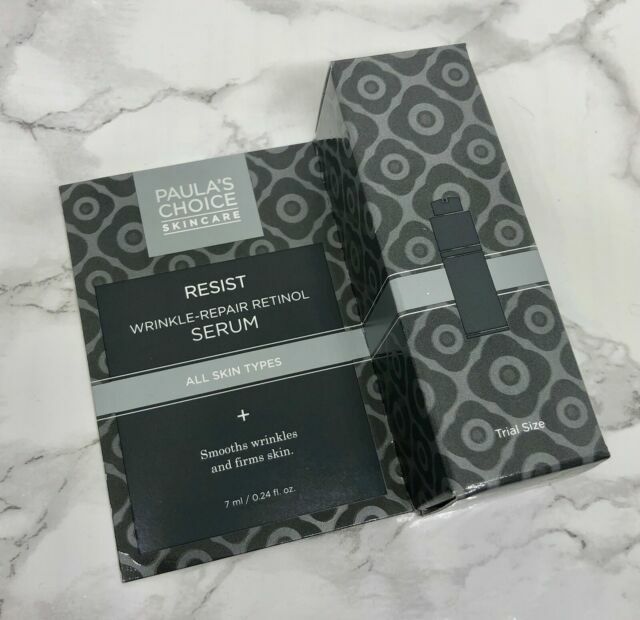 PAULA'S
CHOICE
SKINCARE
RESIST
WRINKLE-REPAIR RETINOL
SERUM
ALL SKIN TYPES
+
Smooths wrinkles
and firms skin.
7 ml / 0.24 fl. oz.
Trial Size